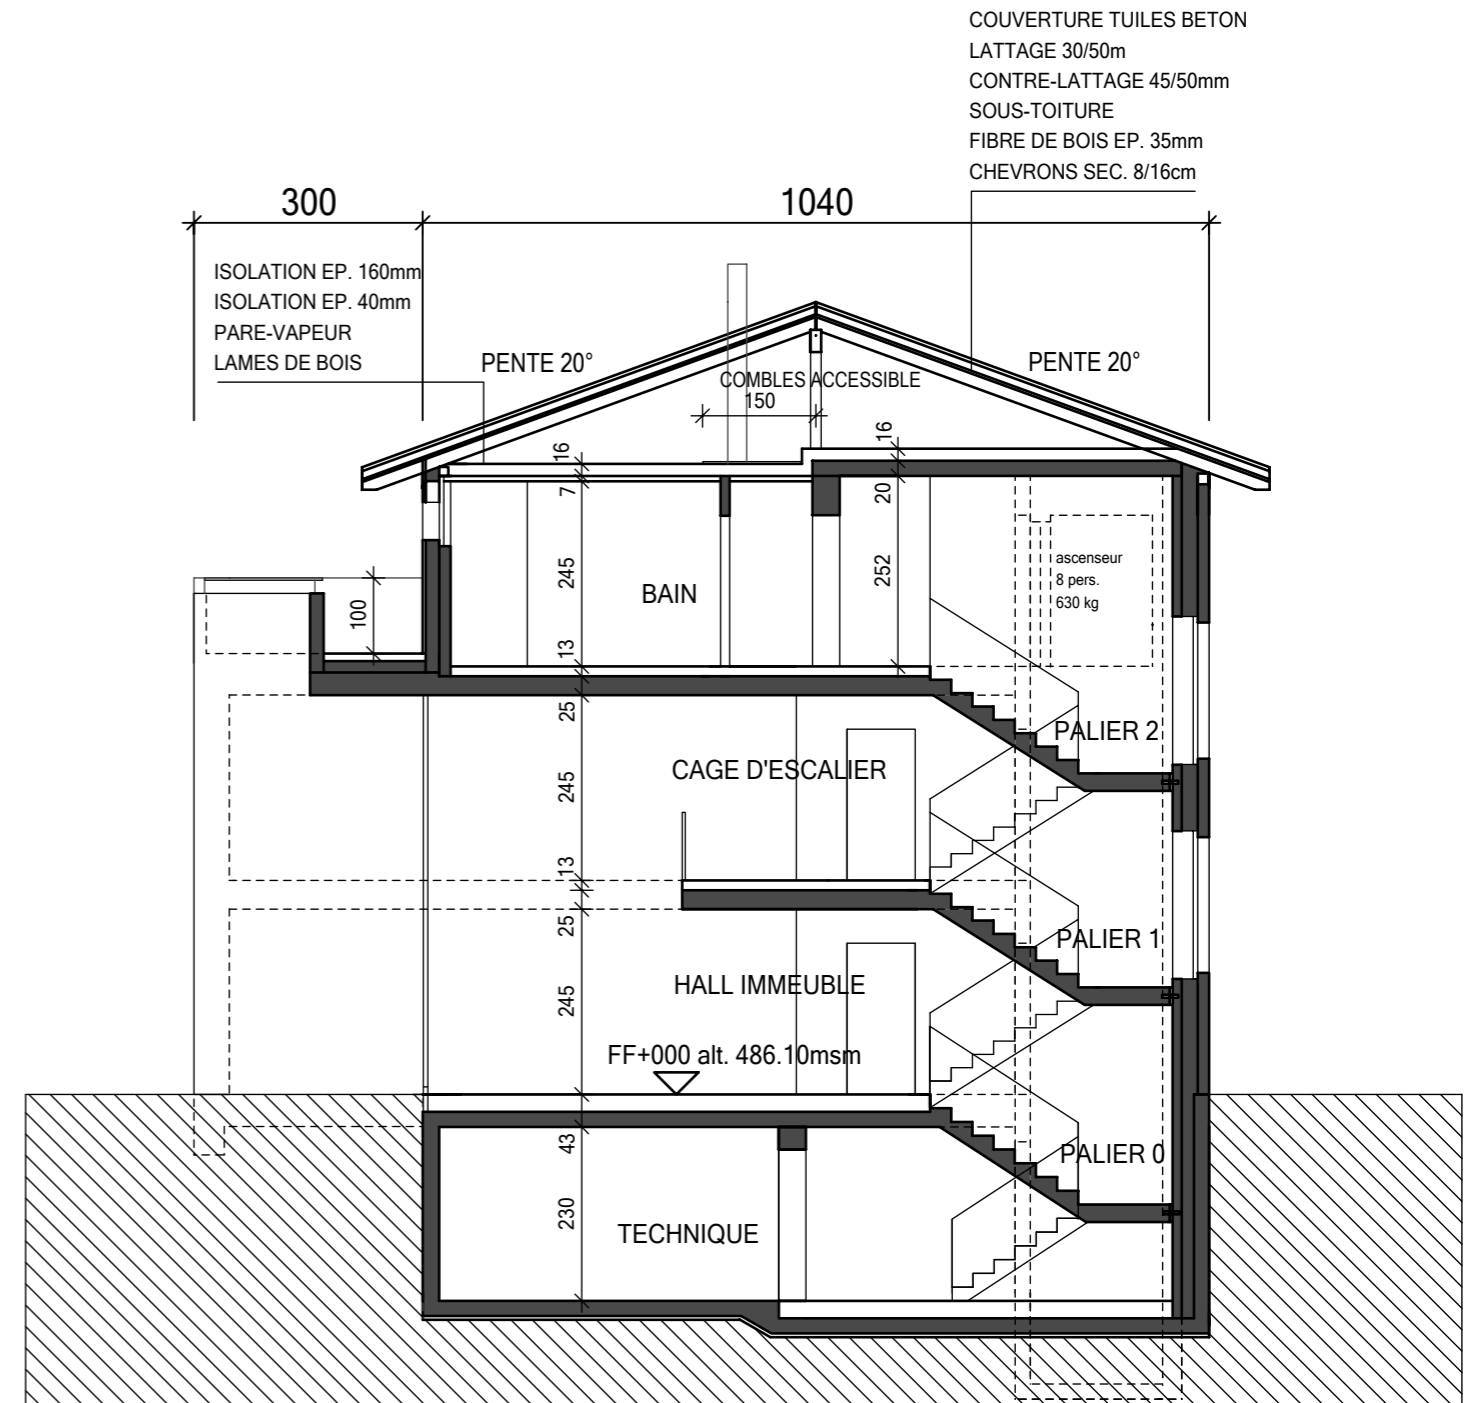 COUVERTURE TUILES BETON
LATTAGE 30/50m
CONTRE-LATTAGE 45/50mm
SOUS-TOITURE
FIBRE DE BOIS EP. 35mm
CHEVRONS SEC. 8/16cm
300
1040
ISOLATION EP. 160mm
ISOLATION EP. 40mm
PARE-VAPEUR
LAMES DE BOIS
PENTE 20°
PENTE 20°
COMBLES ACCESSIBLE
150
16
16
7
20
245
252
13
BAIN
ascenseur
8 pers.
630 kg
100
25
PALIER 2
CAGE D'ESCALIER
245
13
25
PALIER 1
HALL IMMEUBLE
245
FF+000 alt. 486.10msm
43
PALIER 0
230
TECHNIQUE